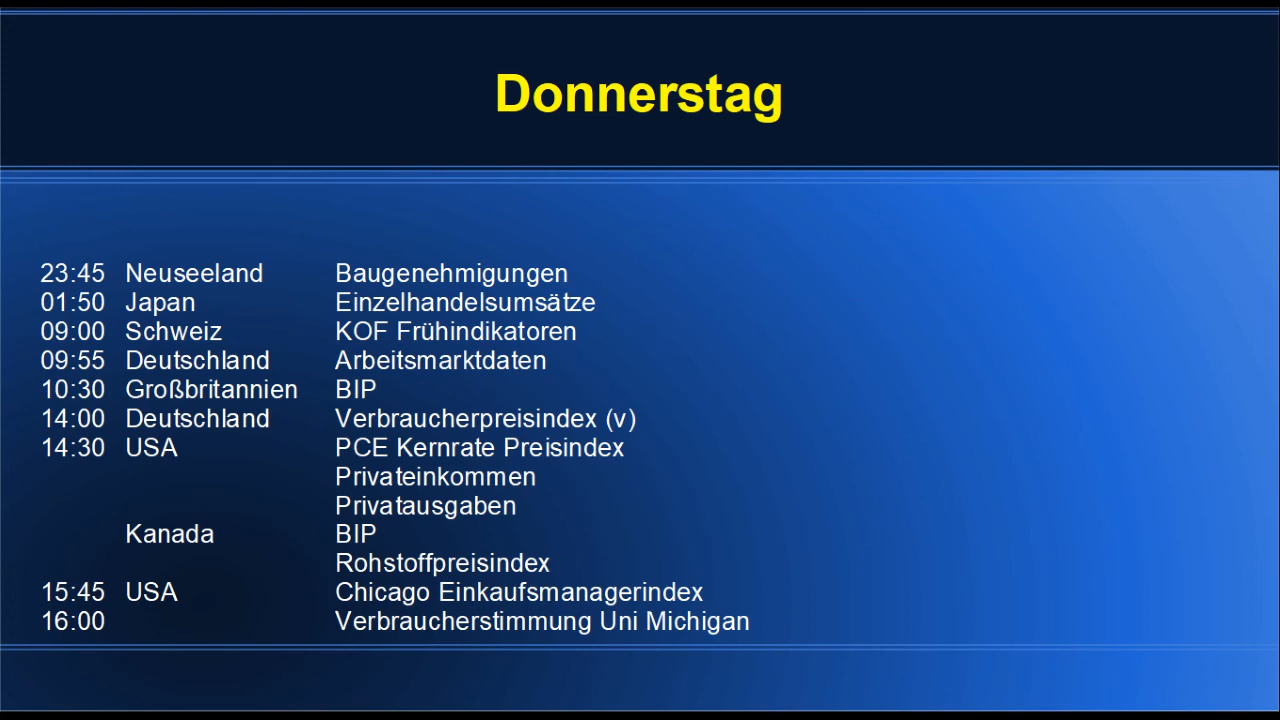 Donnerstag
23:45 Neuseeland Baugenehmigungen
01:50 Japan Einzelhandelsumsätze
09:00 Schweiz KOF Frühindikatoren
09:55 Deutschland Arbeitsmarktdaten
10:30 Großbritannien BIP
14:00 Deutschland Verbraucherpreisindex (v)
14:30 USA PCE Kernrate Preisindex
Privateinkommen
Privatausgaben
Kanada BIP
Rohstoffpreisindex
15:45 USA Chicago Einkaufsmanagerindex
16:00 Verbraucherstimmung Uni Michigan